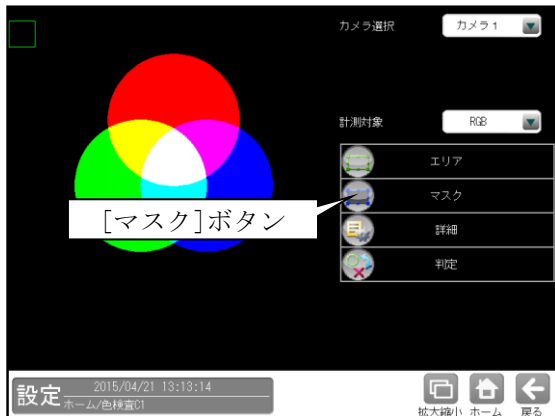 カメラ選択
カメラ1
計測対象
RGB
エリア
マスク
[マスク]ボタン
詳細
判定
設定
2015/04/21 13:13:14
ホーム/色検査C1
拡大縮小
ホーム
戻る